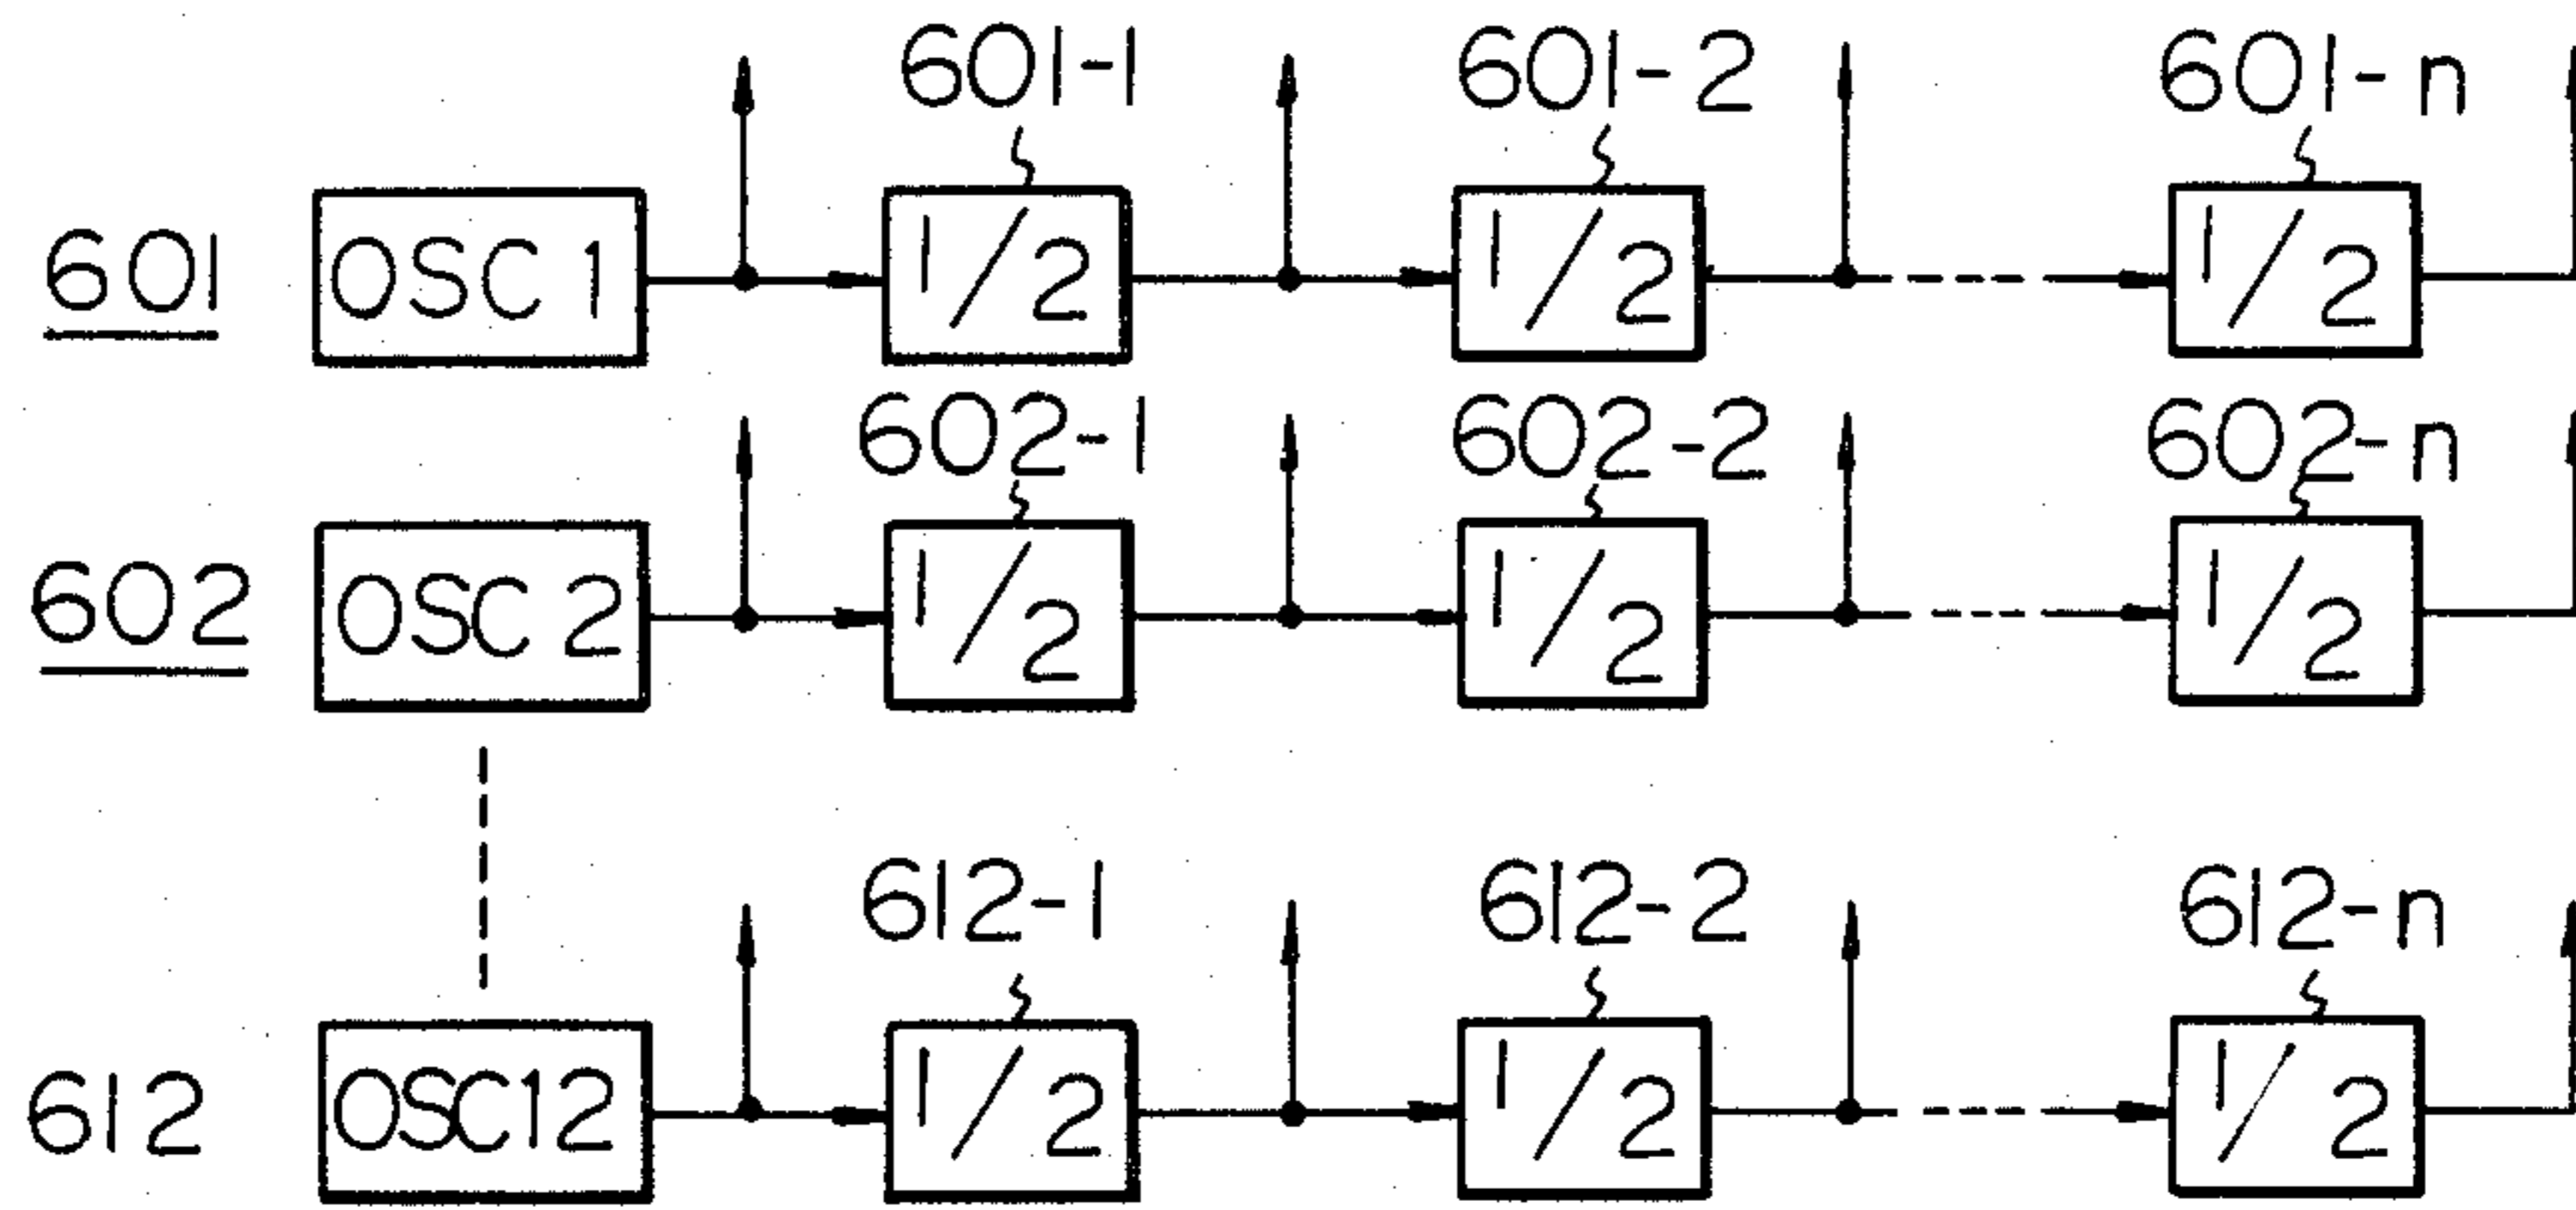 601-1 601-2 601-n
601 OSC 1 1/2 1/2 1/2
602-1 602-2 602-n
602 OSC 2 1/2 1/2 1/2
612-1 612-2 612-n
612 OSC12 1/2 1/2 1/2